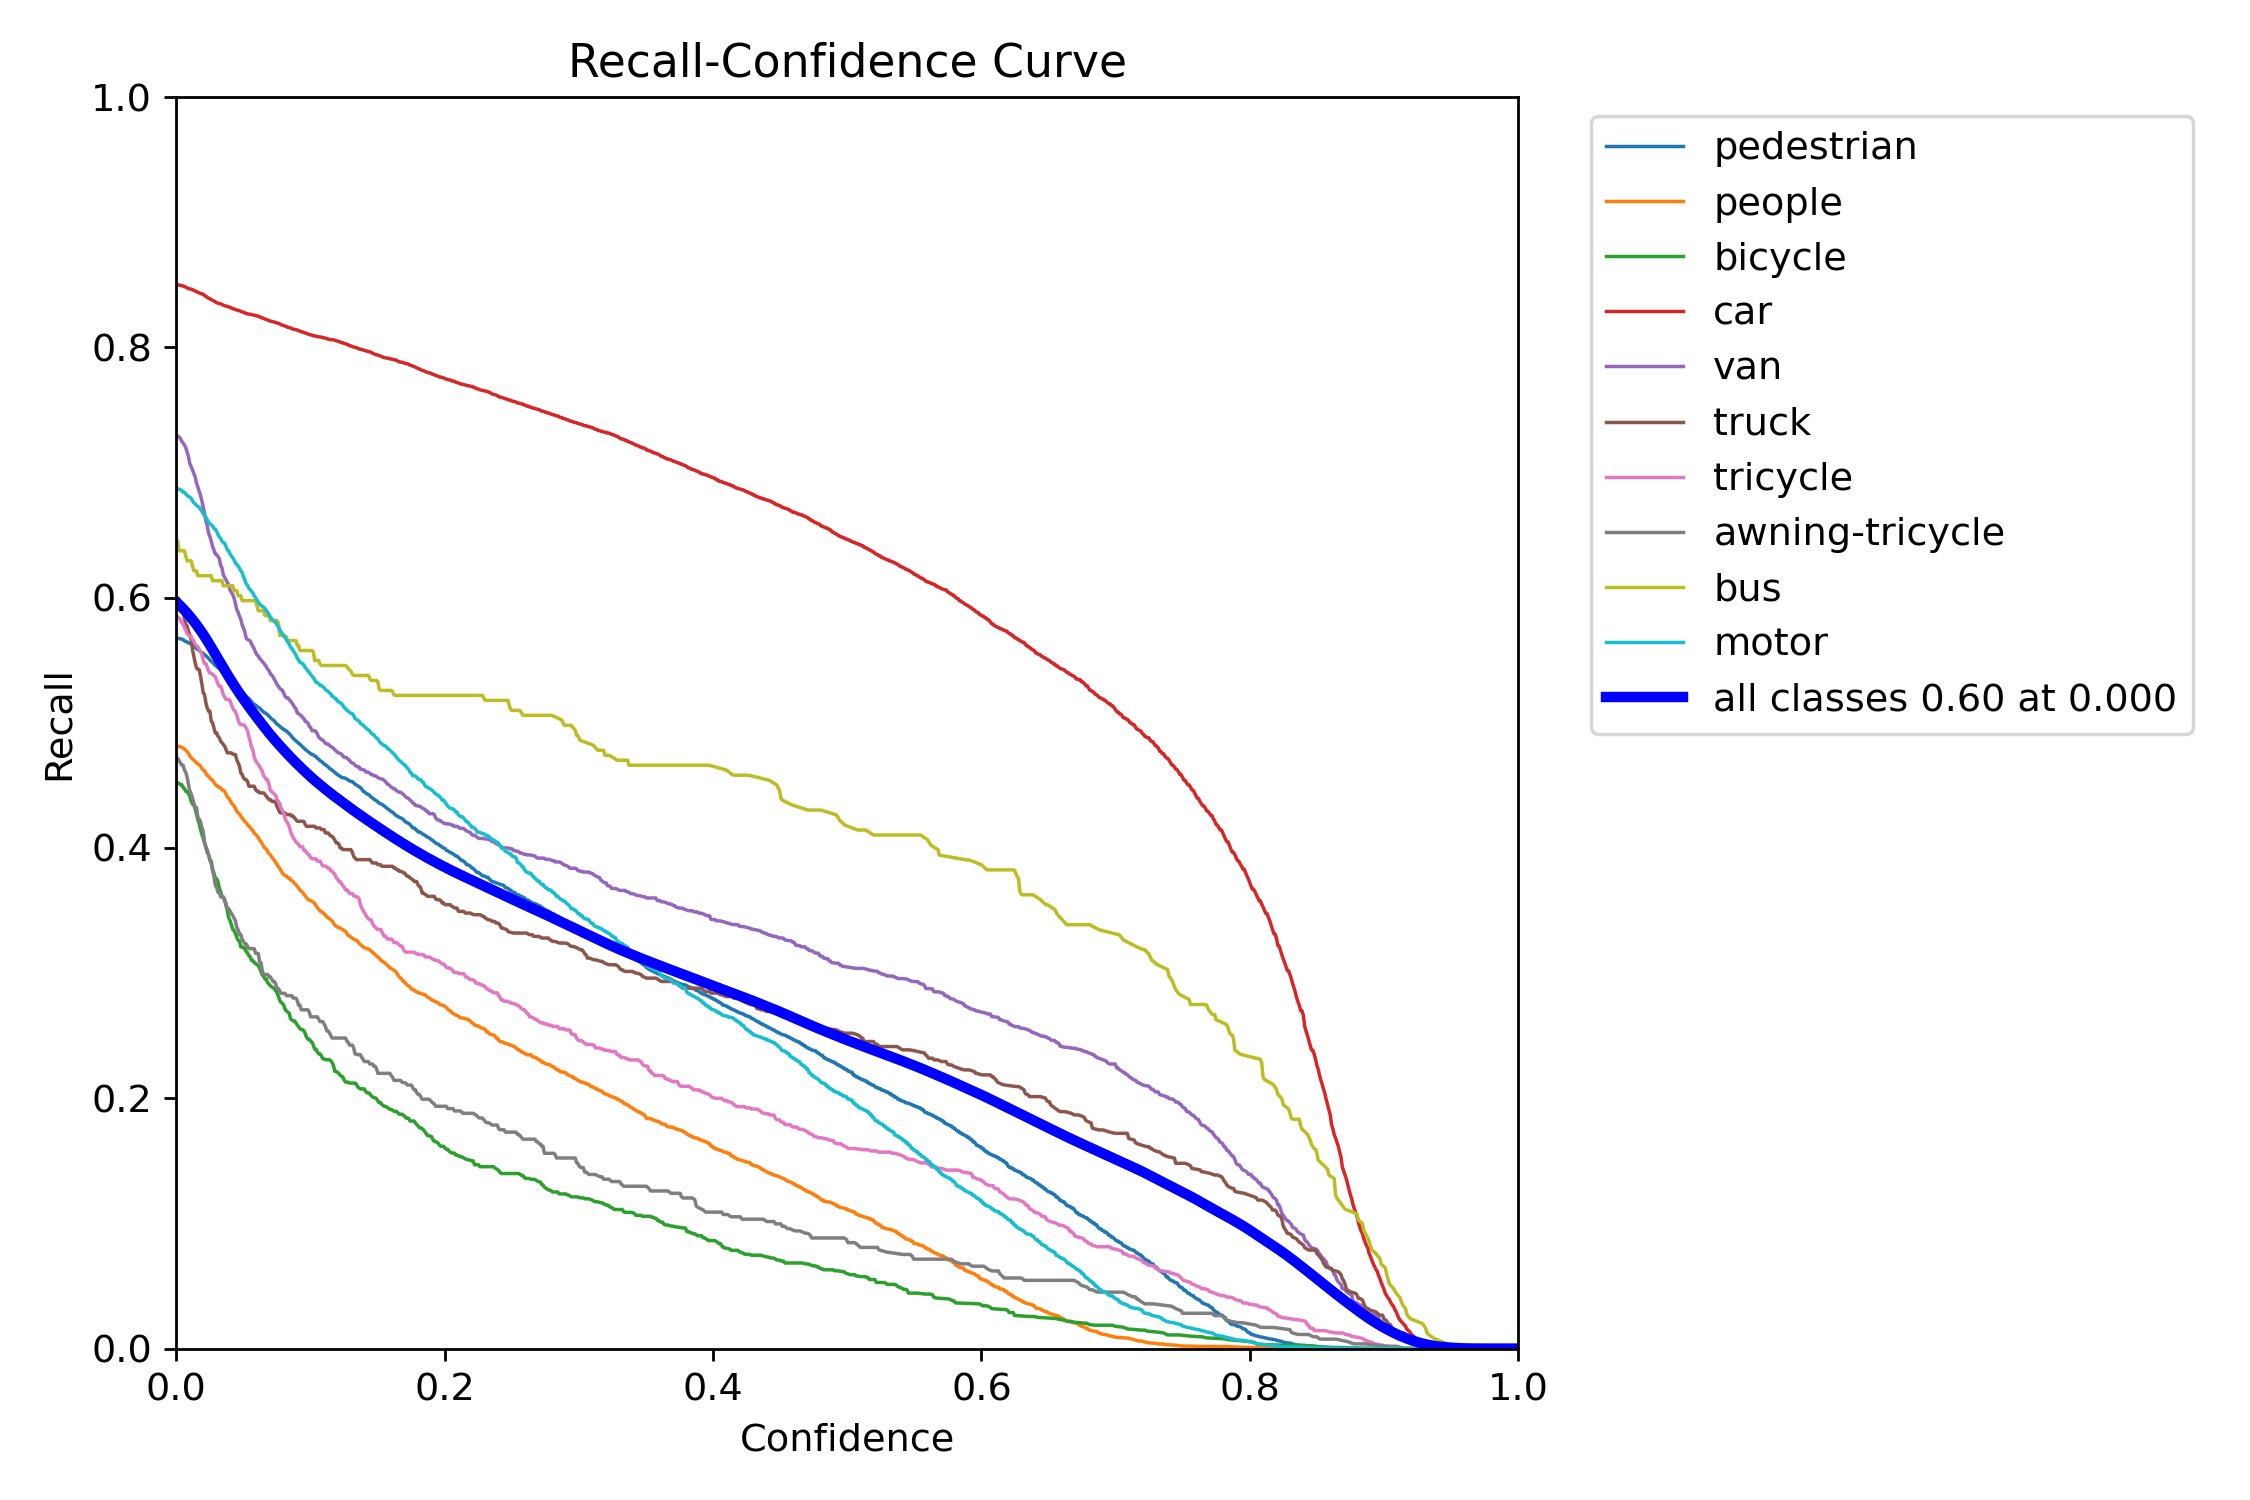 Recall-Confidence Curve
1.0
0.8
0.6
0.4
0.2
0.0
Recall
0.0 0.2 0.4 0.6 0.8 1.0
Confidence
pedestrian
people
bicycle
car
van
truck
tricycle
awning-tricycle
bus
motor
all classes 0.60 at 0.000